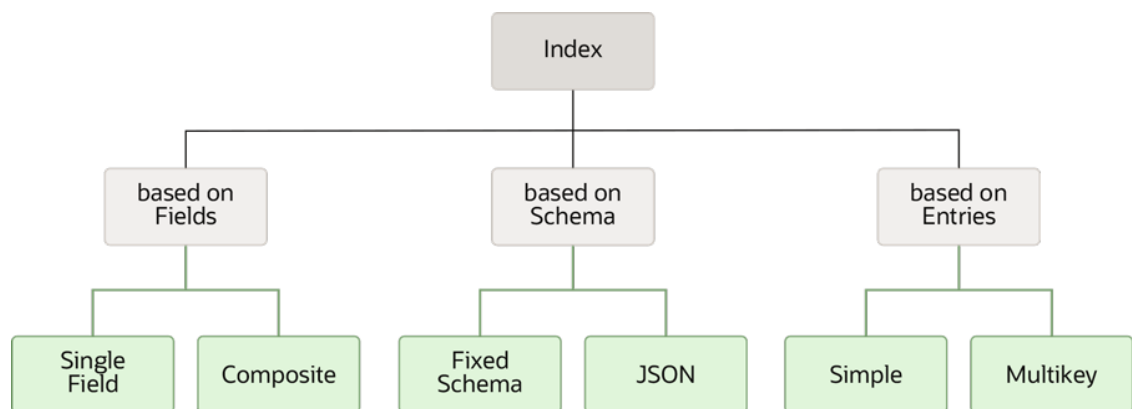 Index
based on
Fields
based on
Schema
based on
Entries
Single
Field
Composite
Fixed
Schema
JSON
Simple
Multikey